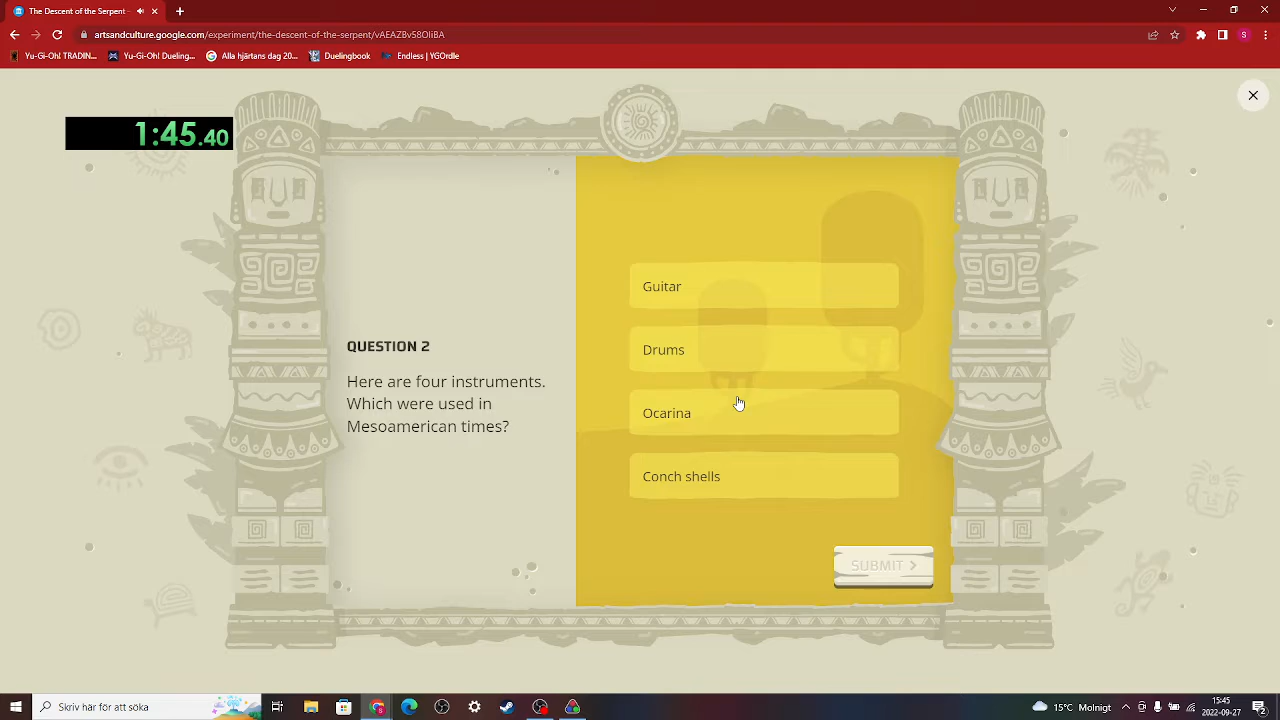 The Descent of the Serpent -
artsandculture.google.com/experiment/the-descent-of-the-serpent/vAEAZBvS8OIiBA
Yu-Gi-Oh! TRADIN...
Yu-Gi-Oh! Dueling...
Alla hjärtans dag 20...
Duelingbook
Endless | YGOrde
S
1:45.40
Guitar
QUESTION 2
Drums
Here are four instruments.
Which were used in
Mesoamerican times?
Ocarina
Conch shells
SUBMIT >
Skriv här för att söka
15°C Molnigt
15:45
2022-09-27